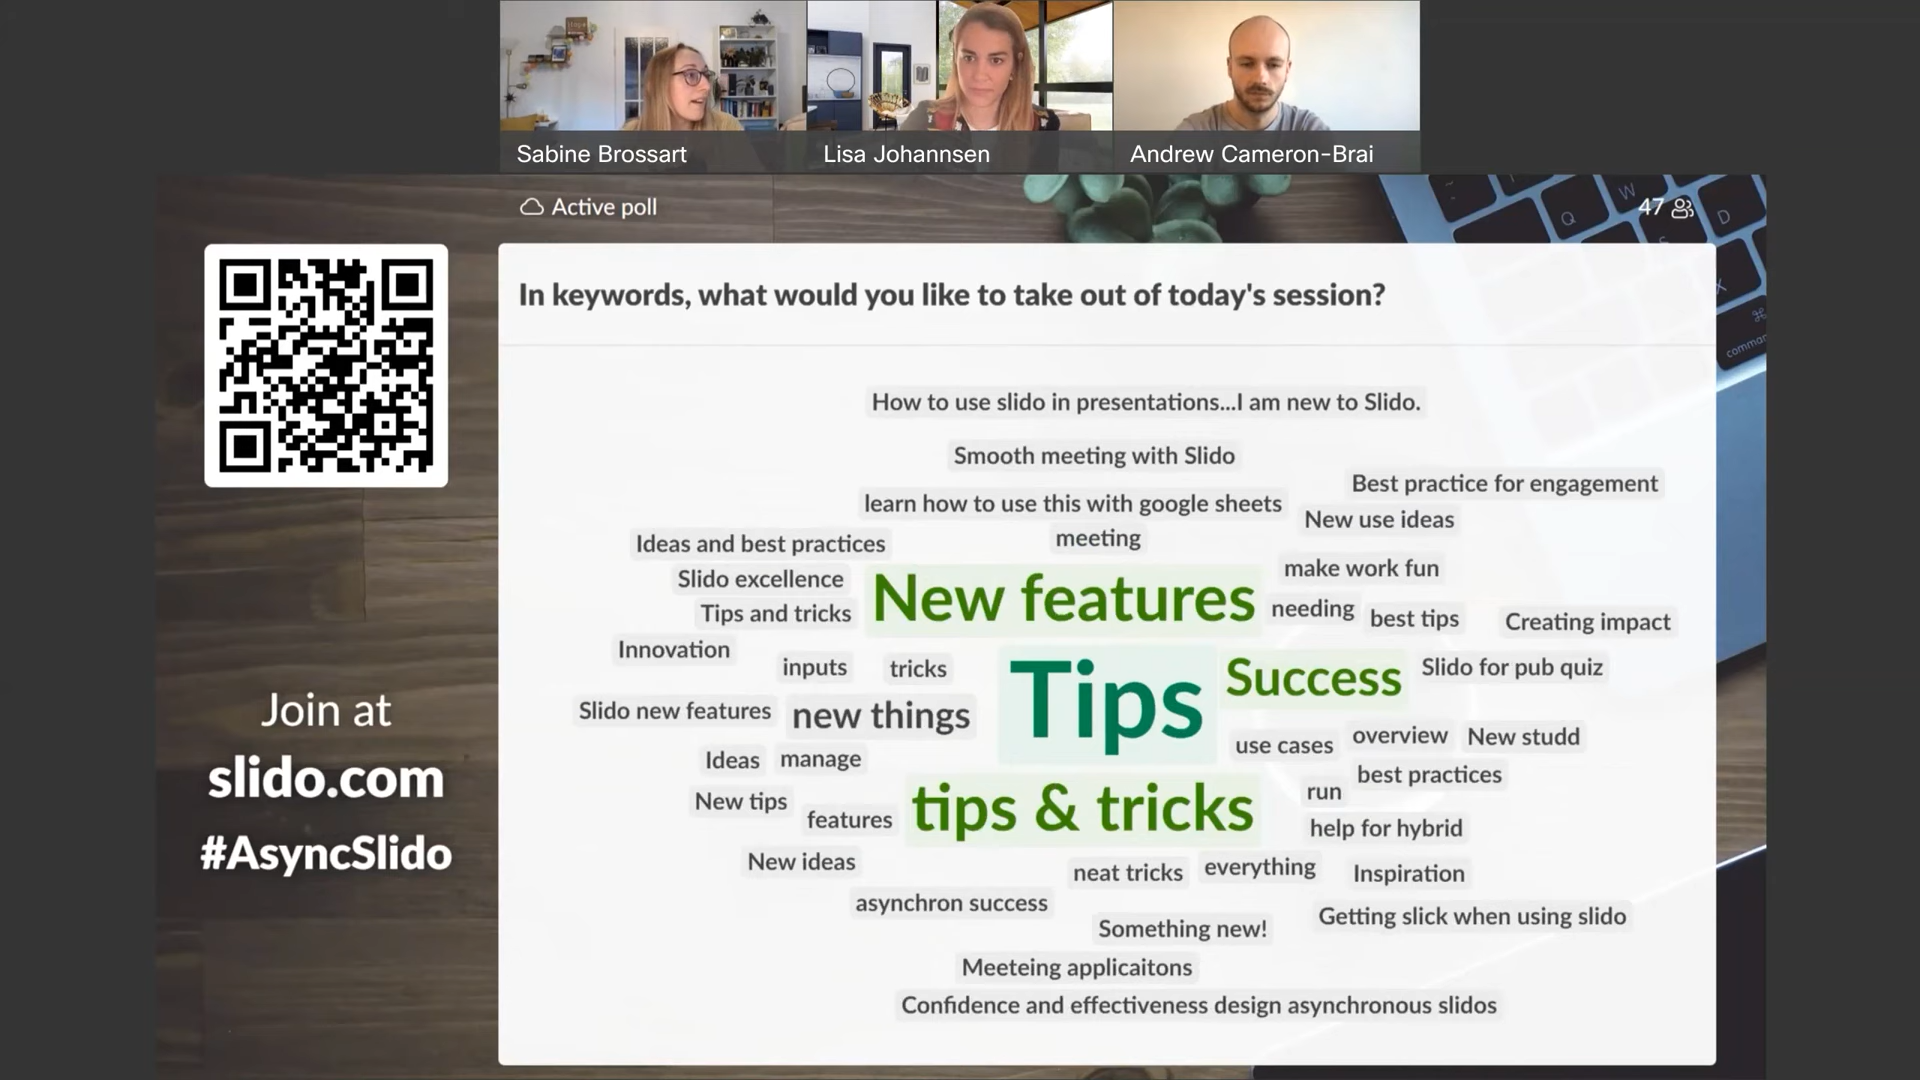 Sabine Brossart
Lisa Johannsen
Andrew Cameron-Brai
Active poll
47
In keywords, what would you like to take out of today's session?
How to use slido in presentations...I am new to Slido.
Smooth meeting with Slido
Best practice for engagement
learn how to use this with google sheets
New use ideas
meeting
Ideas and best practices
make work fun
Slido excellence
New features
needing
Tips and tricks
best tips
Creating impact
Innovation
inputs
tricks
Tips
Success
Slido for pub quiz
Slido new features
new things
use cases
overview
New studd
Ideas
manage
best practices
New tips
run
features
tips & tricks
help for hybrid
New ideas
neat tricks
everything
Inspiration
asynchron success
Getting slick when using slido
Something new!
Meeteing applicaitons
Confidence and effectiveness design asynchronous slidos
Join at
slido.com
#AsyncSlido
Q
W
D
X